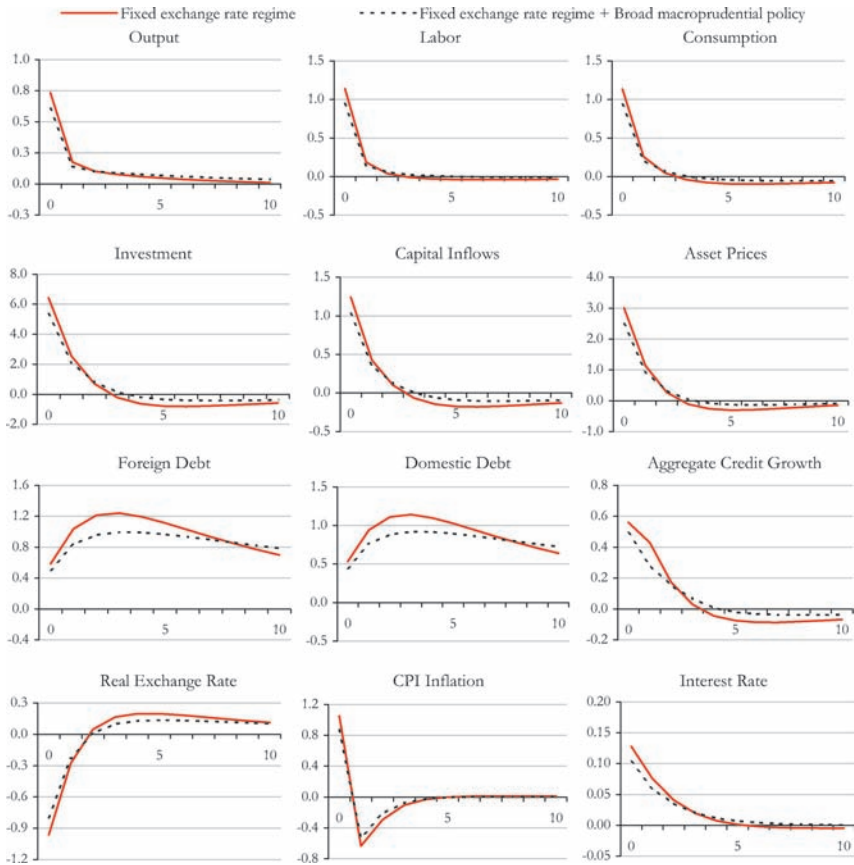 Fixed exchange rate regime Fixed exchange rate regime + Broad macroprudential policy
Output Labor Consumption
1.0 1.5 1.5
0.8 1.0 1.0
0.5 0.5 0.5
0.3
0.0 0.0 0.0
0 5 10 0 5 10 0 5 10
-0.3 -0.5 -0.5
Investment Capital Inflows Asset Prices
8.0 1.5 4.0
6.0 1.0 3.0
4.0 0.5 2.0
2.0 1.0
0.0 0.0 0.0
0 5 10 0 5 10 0 5 10
-2.0 -0.5 -1.0
Foreign Debt Domestic Debt Aggregate Credit Growth
1.6 1.5 0.8
1.2 1.0 0.6
0.8 0.5 0.4
0.4 0.2
0.0 0.0 0.0
0 5 10 0 5 10 0 5 10
-0.4 -0.5 -0.2
Real Exchange Rate CPI Inflation Interest Rate
0.3 1.2 0.20
0.0 0.8 0.15
-0.3 0.4 0.10
-0.6 0.0 0.05
-0.9 -0.4 0.00
0 5 10 0 5 10 0 5 10
-1.2 -0.8 -0.05